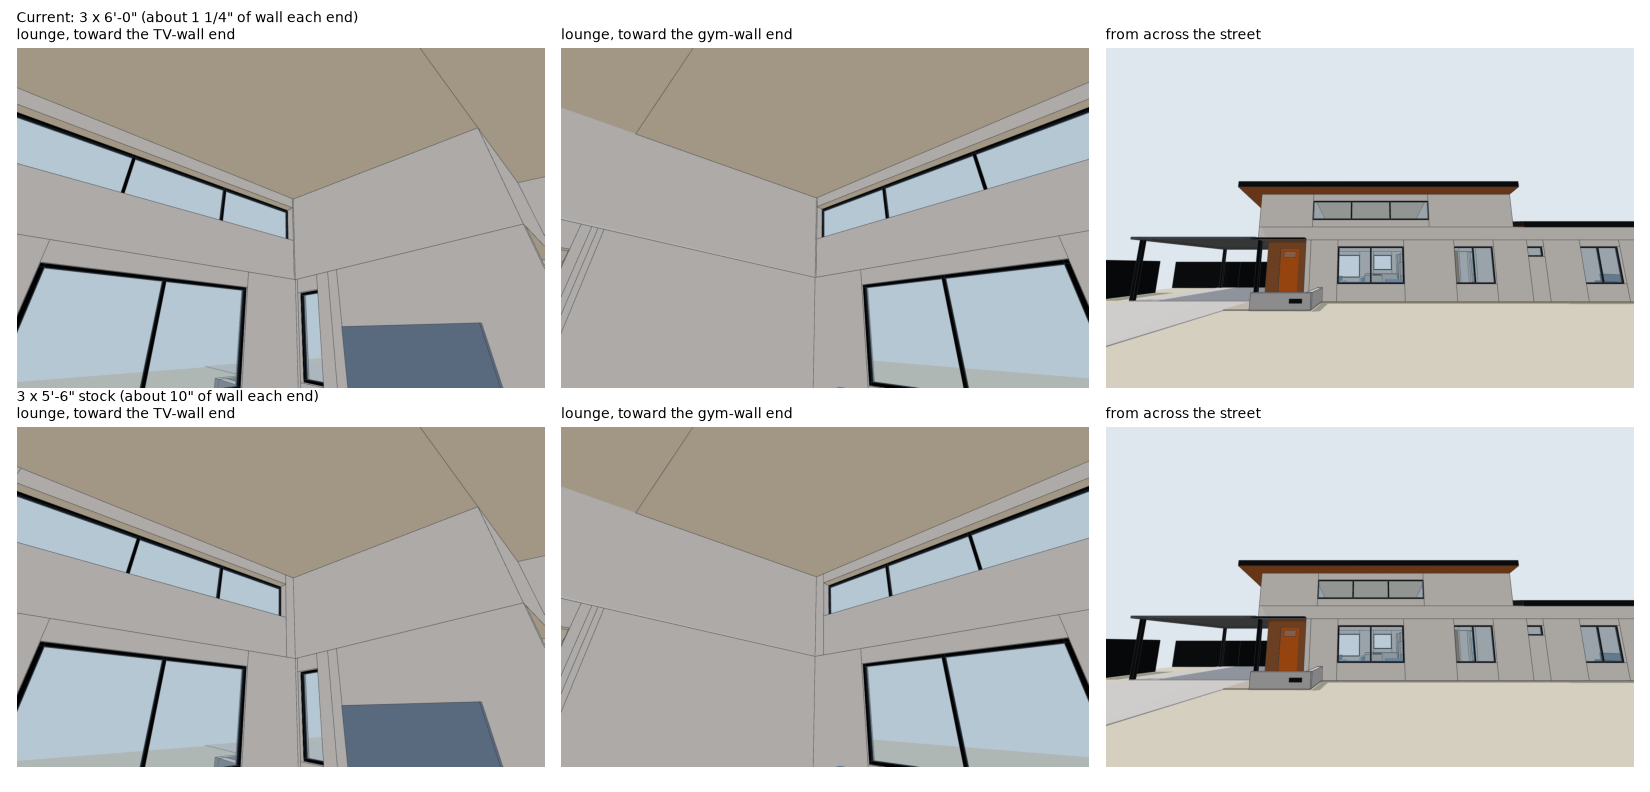 Current: 3 x 6'-0" (about 1 1/4" of wall each end)
lounge, toward the TV-wall end
lounge, toward the gym-wall end
from across the street
3 x 5'-6" stock (about 10" of wall each end)
lounge, toward the TV-wall end
lounge, toward the gym-wall end
from across the street